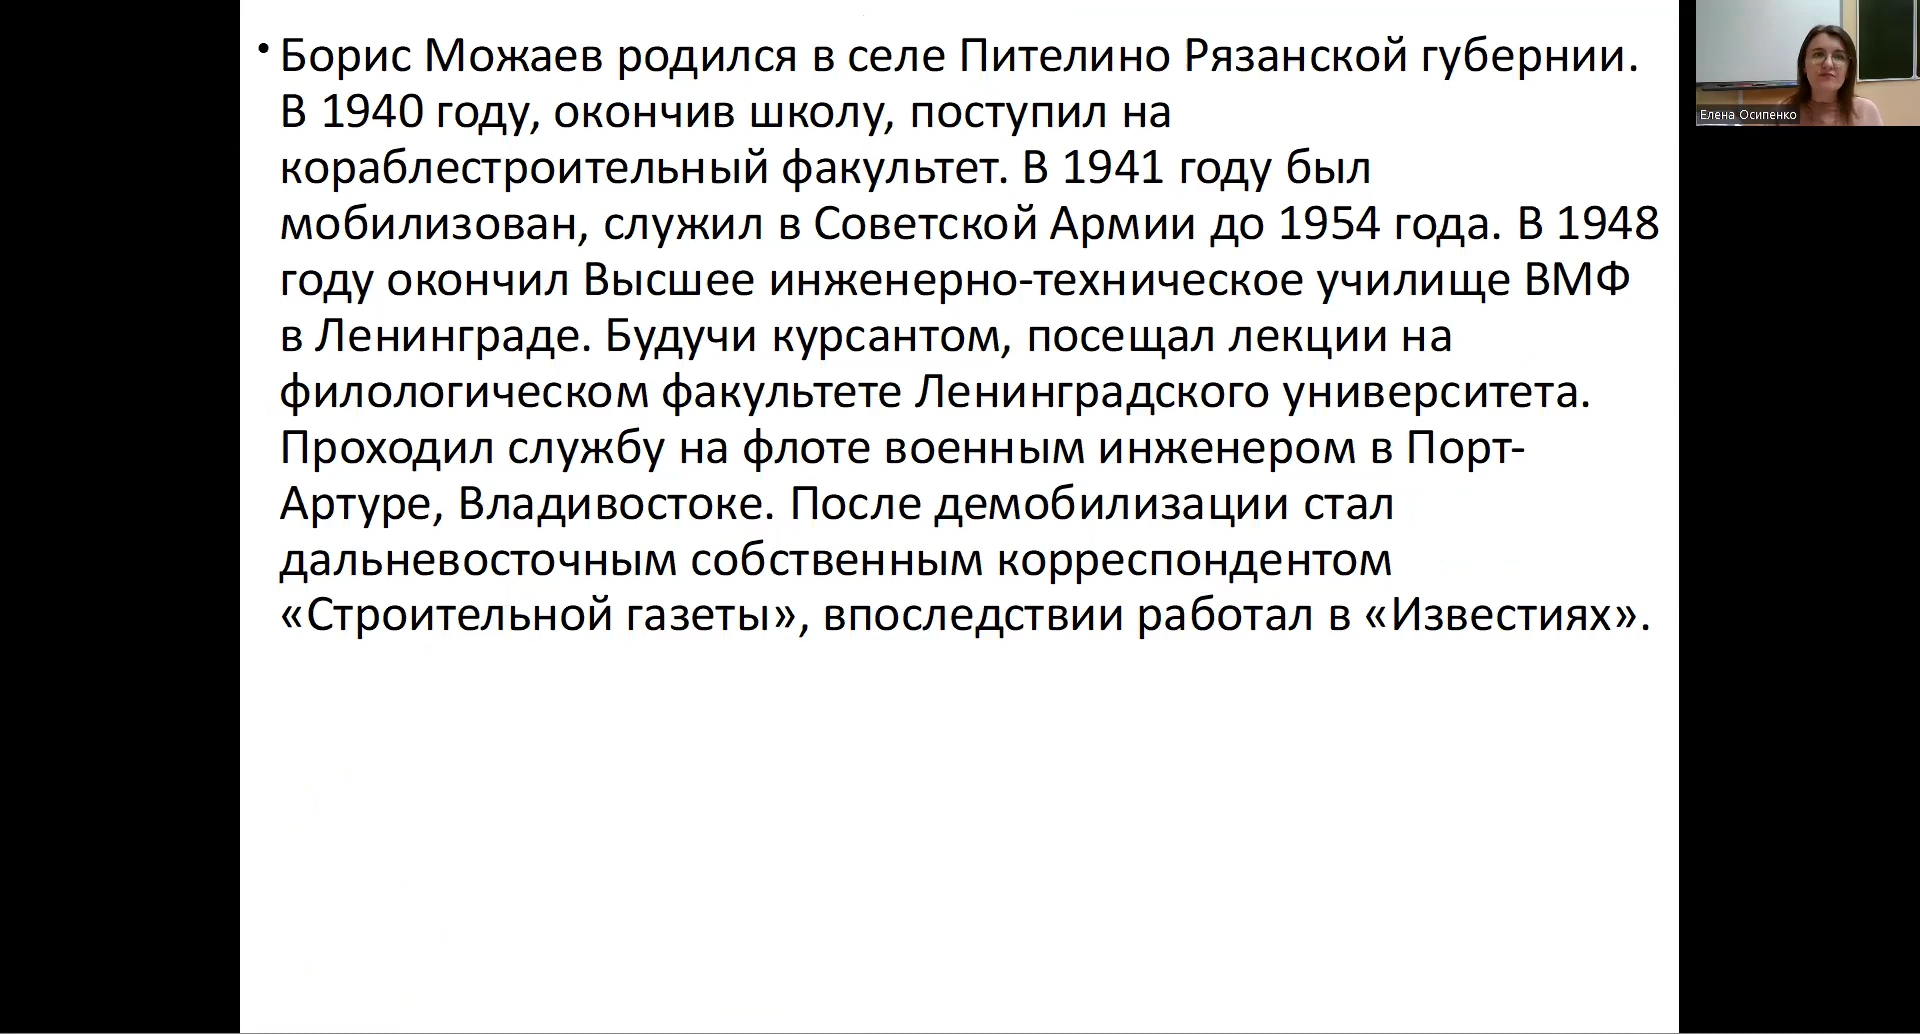 • Борис Можаев родился в селе Пителино Рязанской губернии.
В 1940 году, окончив школу, поступил на
кораблестроительный факультет. В 1941 году был
мобилизован, служил в Советской Армии до 1954 года. В 1948
году окончил Высшее инженерно-техническое училище ВМФ
в Ленинграде. Будучи курсантом, посещал лекции на
филологическом факультете Ленинградского университета.
Проходил службу на флоте военным инженером в Порт-
Артуре, Владивостоке. После демобилизации стал
дальневосточным собственным корреспондентом
«Строительной газеты», впоследствии работал в «Известиях».
Елена Осипенко